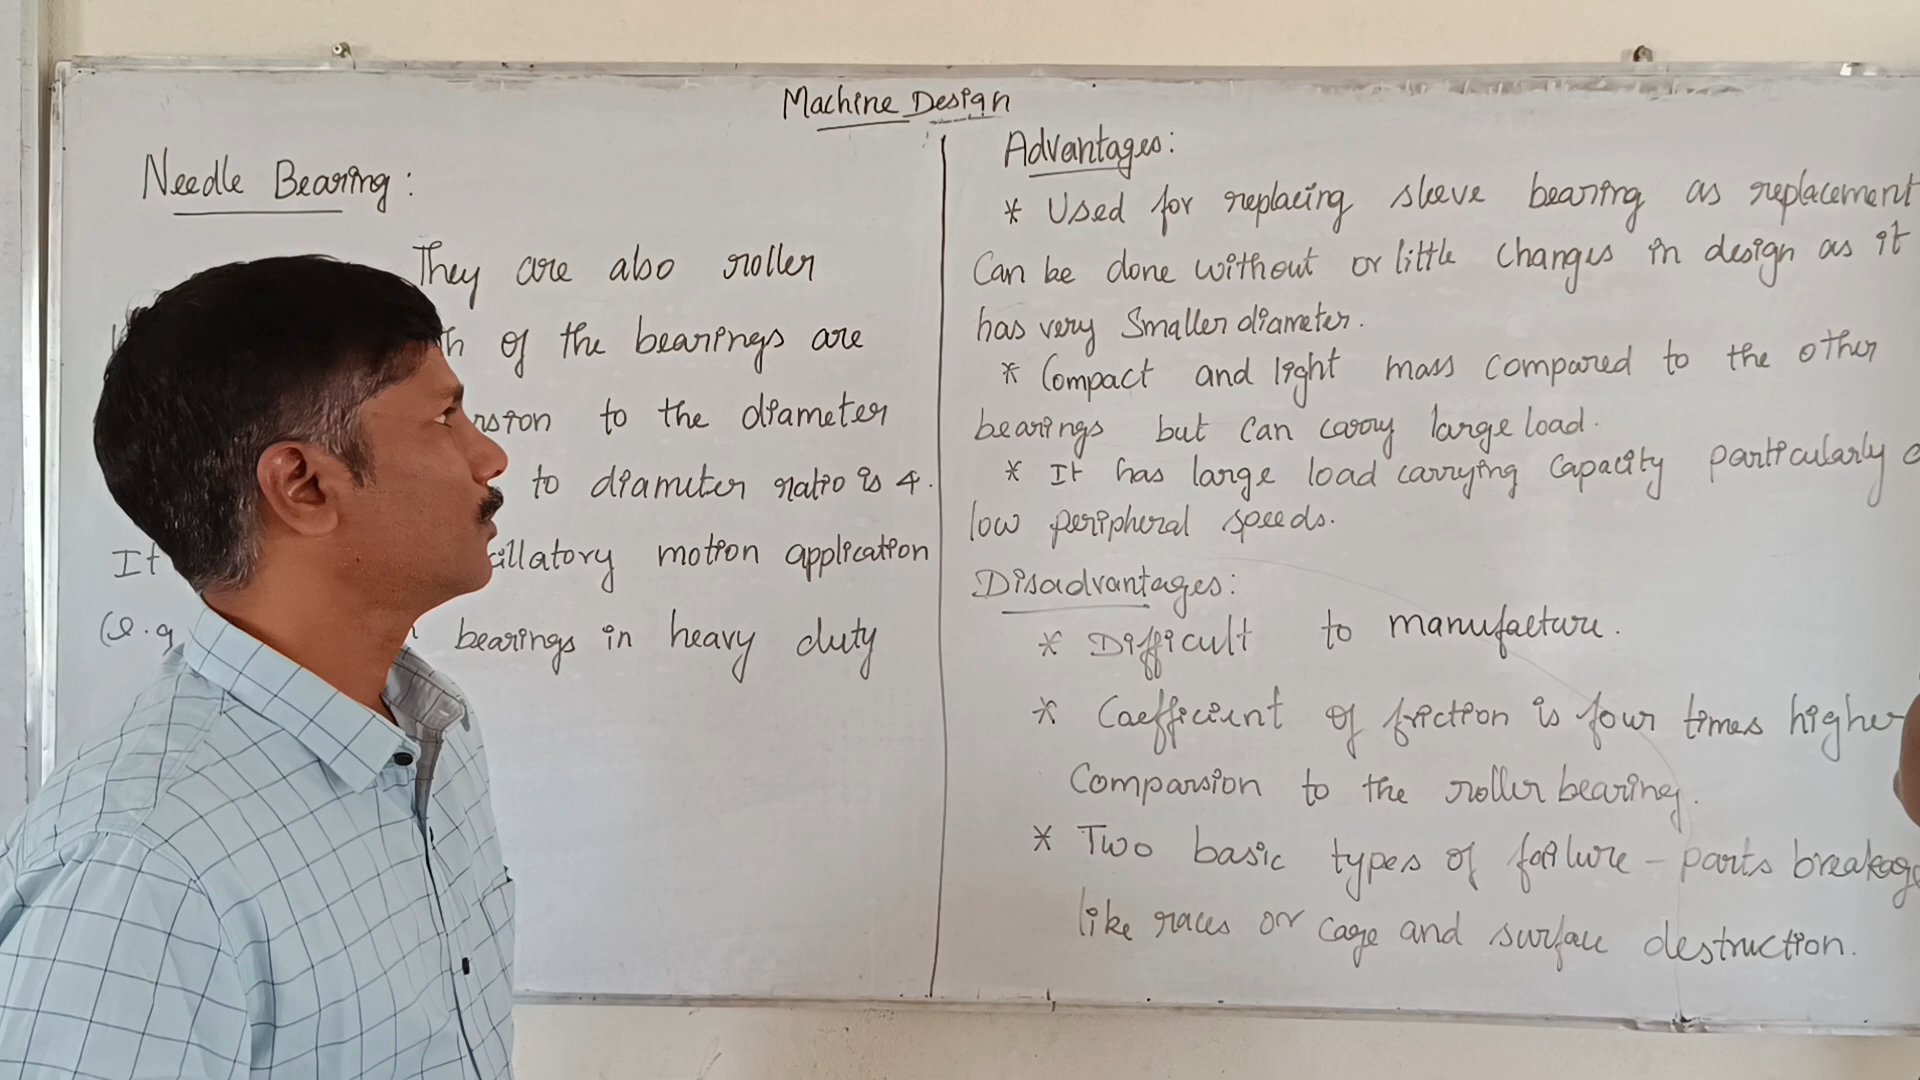 Machine Design
Needle Bearing:
They are also roller
of the bearings are
to the diameter
to diameter ratio is 4.
It motion application
(e.g bearings in heavy duty
Advantages:
* Used for replacing sleeve bearing as replacement
Can be done without or little changes in design as it
has very Smaller diameter.
* Compact and light mass compared to the other
bearings but can carry large load.
* It has large load carrying capacity particularly
low peripheral speeds.
Disadvantages:
* Difficult to manufacture.
* Coefficient of friction is four times higher
Comparsion to the roller bearing.
* Two basic types of failure - parts breakage
like races or cage and surface destruction.